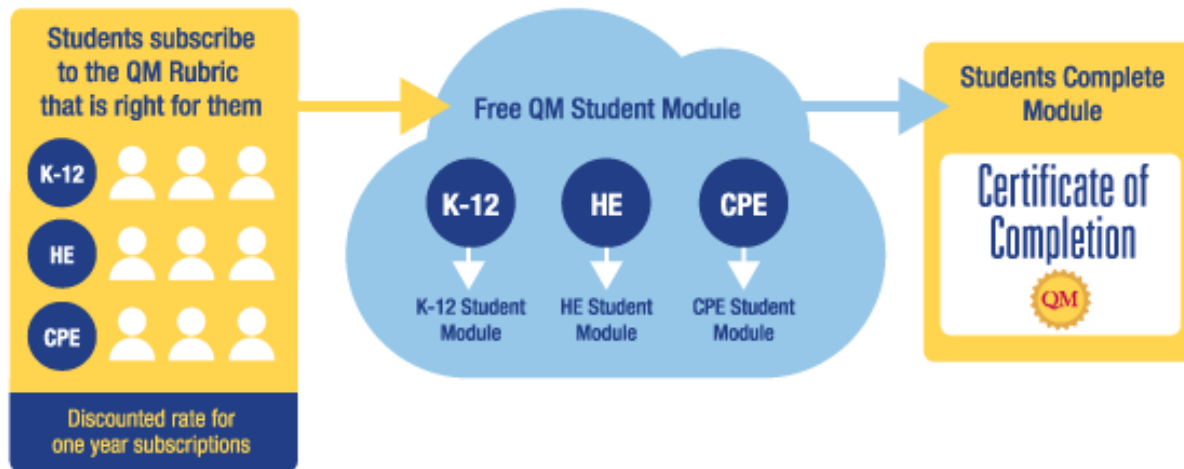 Students subscribe
to the QM Rubric
that is right for them
K-12
HE
CPE
Discounted rate for
one year subscriptions
Free QM Student Module
K-12
HE
CPE
K-12 Student
Module
HE Student
Module
CPE Student
Module
Students Complete
Module
Certificate of
Completion
QM